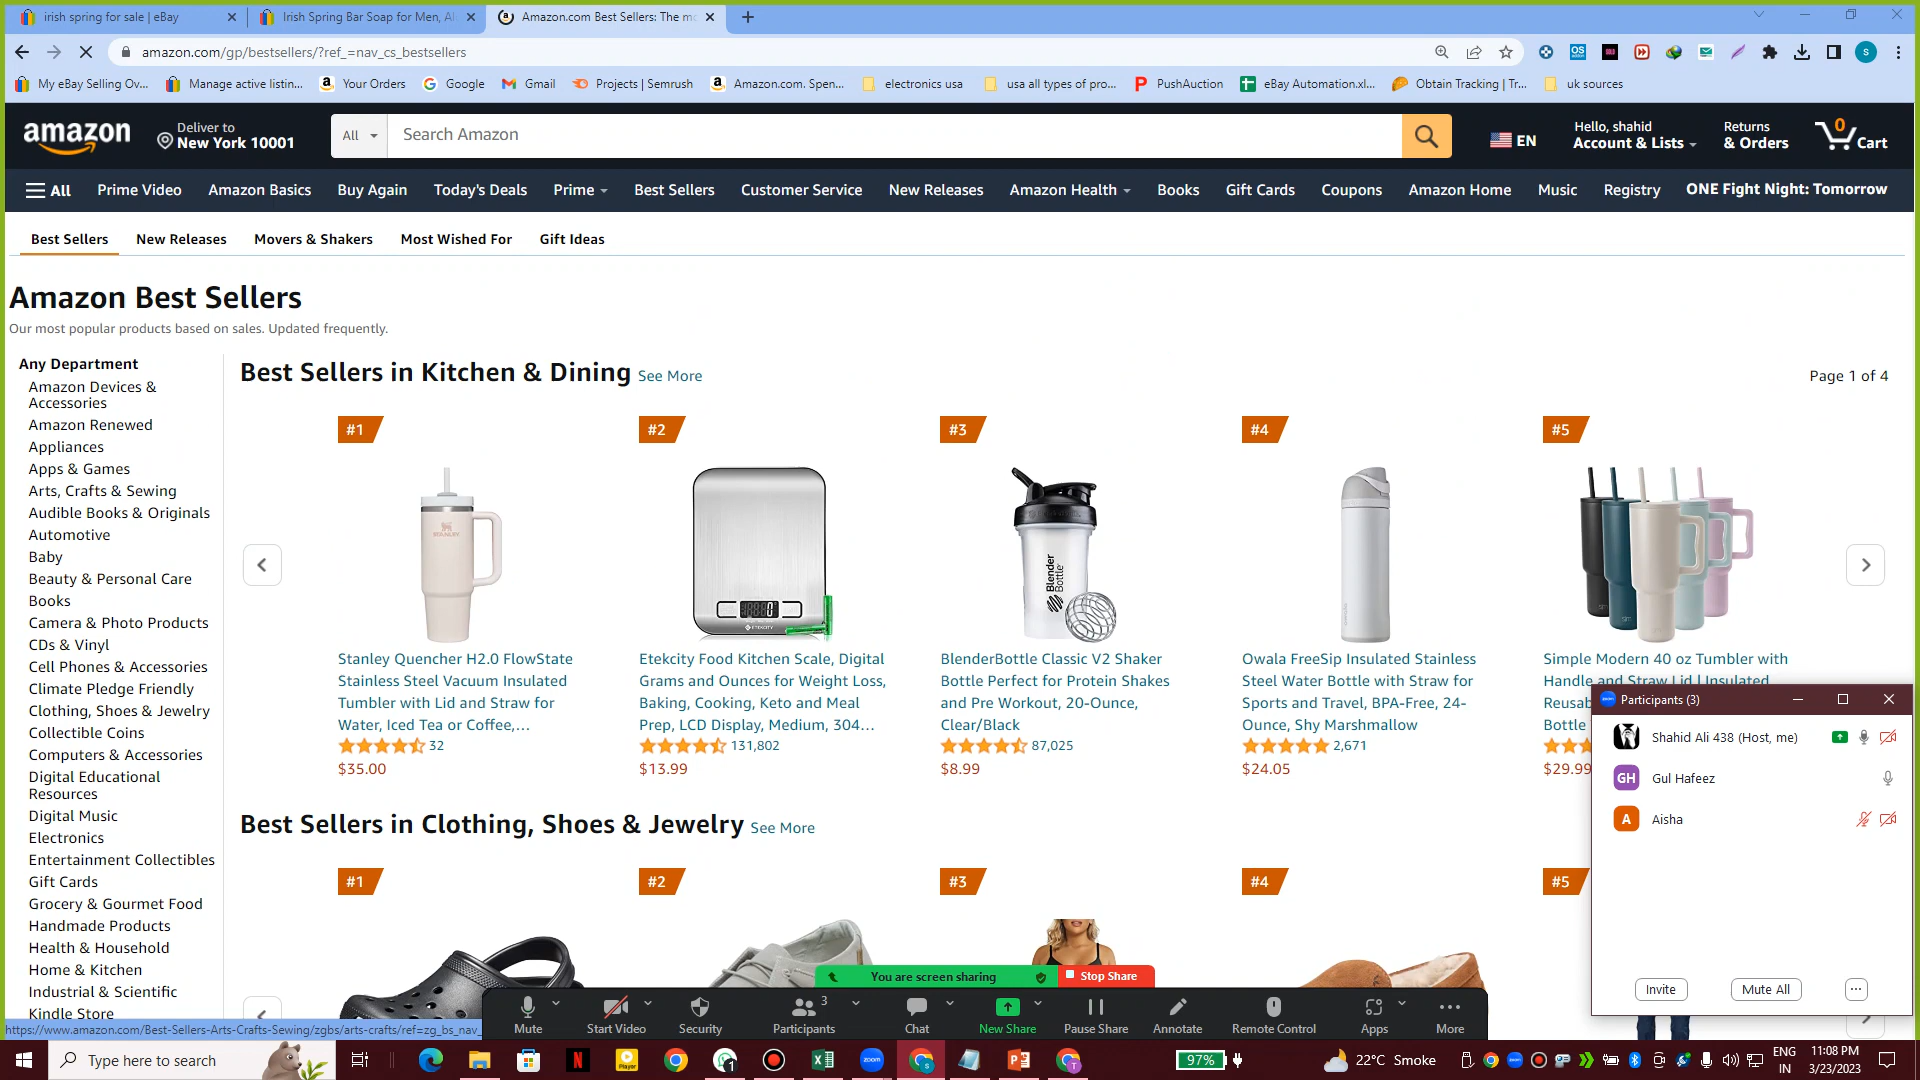 irish spring for sale | eBay
Irish Spring Bar Soap for Men, Al
Amazon.com Best Sellers: The mo
amazon.com/gp/bestsellers/?ref_=nav_cs_bestsellers
My eBay Selling Ov...
Manage active listin...
Your Orders
Google
Gmail
Projects | Semrush
Amazon.com. Spen...
electronics usa
usa all types of pro...
PushAuction
eBay Automation.xl...
Obtain Tracking | Tr...
uk sources
amazon
Deliver to
New York 10001
All
Search Amazon
EN
Hello, shahid
Account & Lists
Returns
& Orders
0
Cart
All
Prime Video
Amazon Basics
Buy Again
Today's Deals
Prime
Best Sellers
Customer Service
New Releases
Amazon Health
Books
Gift Cards
Coupons
Amazon Home
Music
Registry
ONE Fight Night: Tomorrow
Best Sellers
New Releases
Movers & Shakers
Most Wished For
Gift Ideas
Amazon Best Sellers
Our most popular products based on sales. Updated frequently.
Any Department
Amazon Devices &
Accessories
Amazon Renewed
Appliances
Apps & Games
Arts, Crafts & Sewing
Audible Books & Originals
Automotive
Baby
Beauty & Personal Care
Books
Camera & Photo Products
CDs & Vinyl
Cell Phones & Accessories
Climate Pledge Friendly
Clothing, Shoes & Jewelry
Collectible Coins
Computers & Accessories
Digital Educational
Resources
Digital Music
Electronics
Entertainment Collectibles
Gift Cards
Grocery & Gourmet Food
Handmade Products
Health & Household
Home & Kitchen
Industrial & Scientific
Kindle Store
Best Sellers in Kitchen & Dining See More
Page 1 of 4
#1
STANLEY
Stanley Quencher H2.0 FlowState
Stainless Steel Vacuum Insulated
Tumbler with Lid and Straw for
Water, Iced Tea or Coffee,...
32
$35.00
#2
ETEKCITY
Etekcity Food Kitchen Scale, Digital
Grams and Ounces for Weight Loss,
Baking, Cooking, Keto and Meal
Prep, LCD Display, Medium, 304...
131,802
$13.99
#3
Blender
Bottle
BlenderBottle Classic V2 Shaker
Bottle Perfect for Protein Shakes
and Pre Workout, 20-Ounce,
Clear/Black
87,025
$8.99
#4
Owala FreeSip Insulated Stainless
Steel Water Bottle with Straw for
Sports and Travel, BPA-Free, 24-
Ounce, Shy Marshmallow
2,671
$24.05
#5
Simple Modern 40 oz Tumbler with
Handle and Straw Lid | Insulated
Reusab
Bottle
$29.99
Best Sellers in Clothing, Shoes & Jewelry See More
#1
#2
#3
#4
#5
Participants (3)
Shahid Ali 438 (Host, me)
GH
Gul Hafeez
A
Aisha
Invite
Mute All
...
You are screen sharing
Stop Share
Mute
Start Video
Security
3
Participants
Chat
New Share
Pause Share
Annotate
Remote Control
Apps
More
https://www.amazon.com/Best-Sellers-Arts-Crafts-Sewing/zgbs/arts-crafts/ref=zg_bs_nav_
Type here to search
97%
22°C Smoke
ENG
IN
11:08 PM
3/23/2023